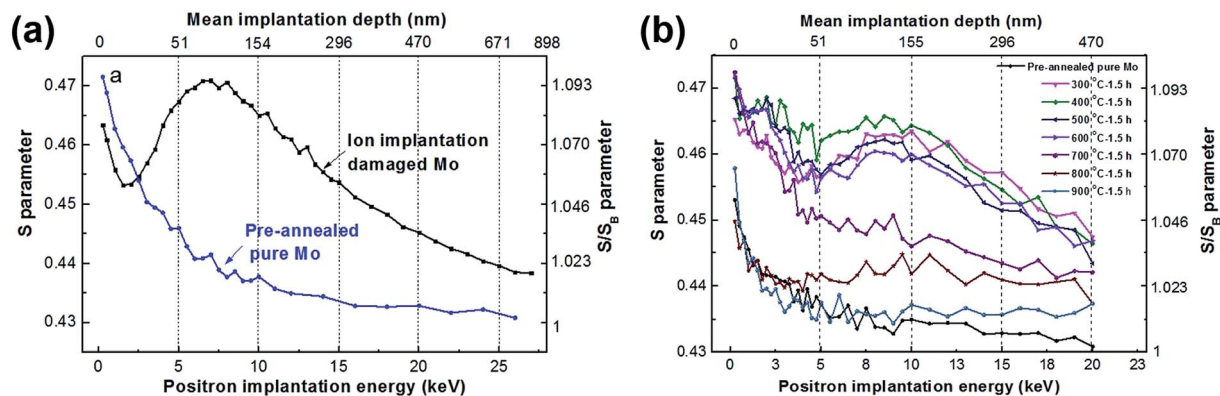 (a)
Mean implantation depth (nm)
0 51 154 296 470 671 898
a
0.47
0.46
0.45
0.44
0.43
S parameter
1.093
1.070
1.046
1.023
1
S/S_B parameter
Ion implantation
damaged Mo
Pre-annealed
pure Mo
0 5 10 15 20 25
Positron implantation energy (keV)
(b)
Mean implantation depth (nm)
0 51 155 296 470
0.47
0.46
0.45
0.44
0.43
S parameter
1.093
1.070
1.046
1.023
1
S/S_B parameter
Pre-annealed pure Mo
300°C-1.5 h
400°C-1.5 h
500°C-1.5 h
600°C-1.5 h
700°C-1.5 h
800°C-1.5 h
900°C-1.5 h
0 3 5 8 10 13 15 18 20 23
Positron implantation energy (keV)